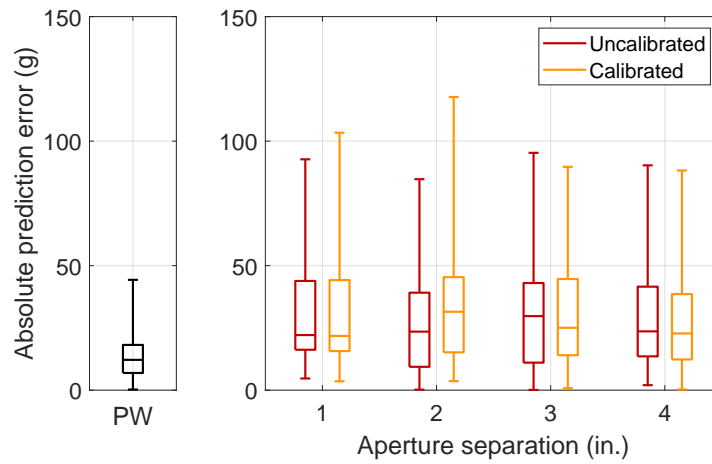 Absolute prediction error (g)
150
100
50
0
PW
150
100
50
0
Uncalibrated
Calibrated
1 2 3 4
Aperture separation (in.)